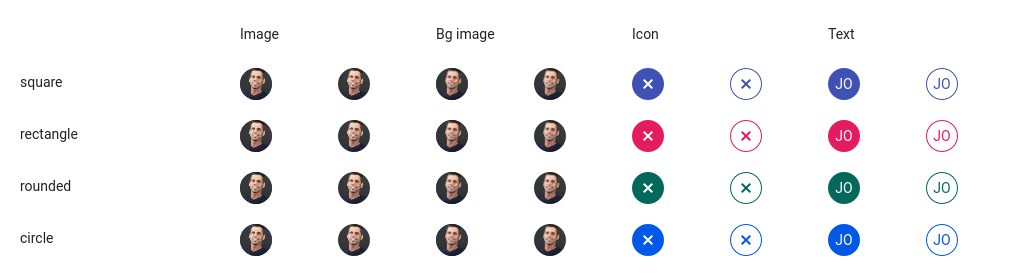 Image Bg image Icon Text
square JO JO
rectangle JO JO
rounded JO JO
circle JO JO